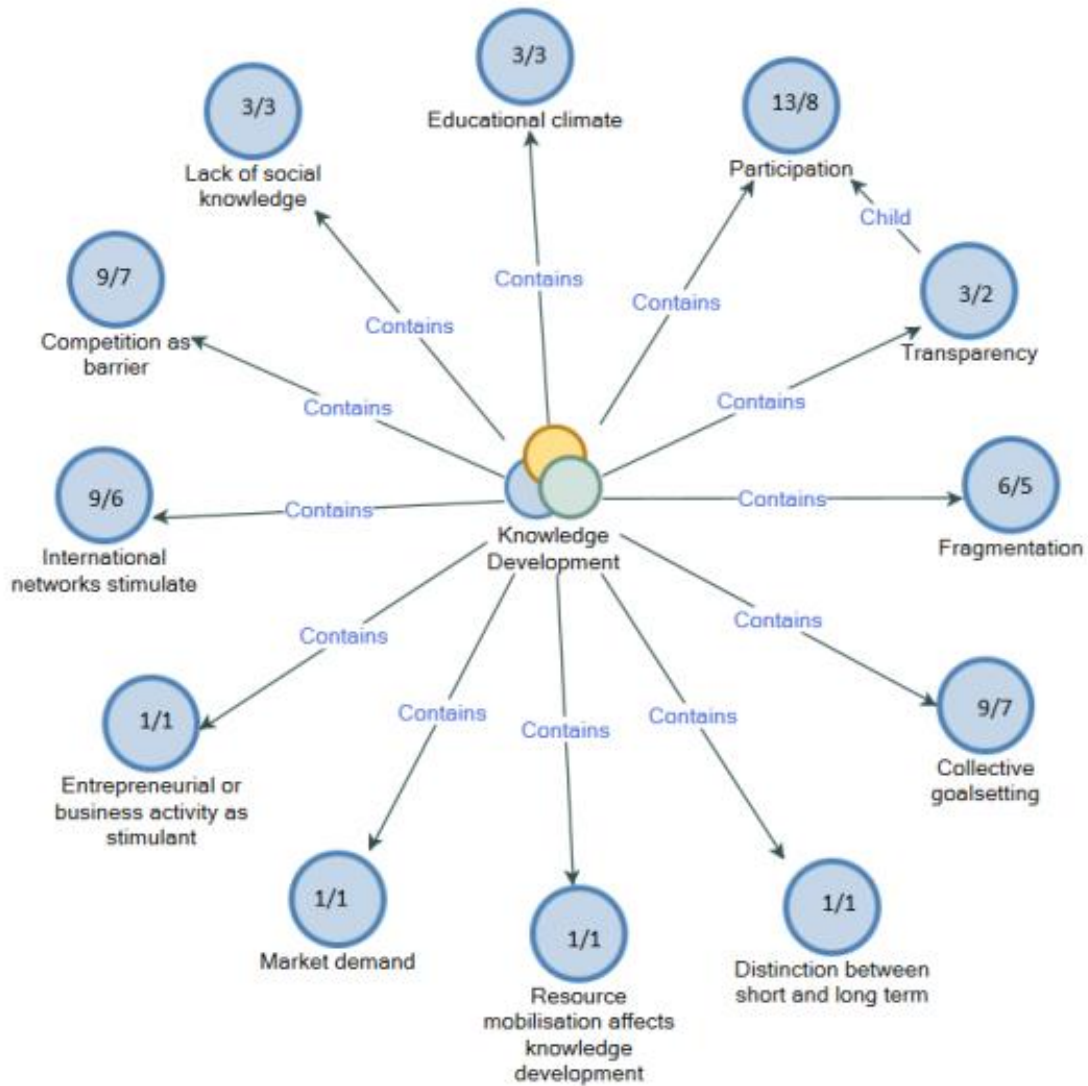 3/3
Educational climate
13/8
Participation
3/3
Lack of social
knowledge
Child
3/2
Transparency
9/7
Competition as
barrier
Contains
Contains
Contains
Contains
Contains
9/6
International
networks stimulate
Contains
Knowledge
Development
Contains
6/5
Fragmentation
Contains
Contains
9/7
Collective
goalsetting
1/1
Entrepreneurial or
business activity as
stimulant
Contains
Contains
Contains
1/1
Market demand
1/1
Resource
mobilisation affects
knowledge
development
1/1
Distinction between
short and long term